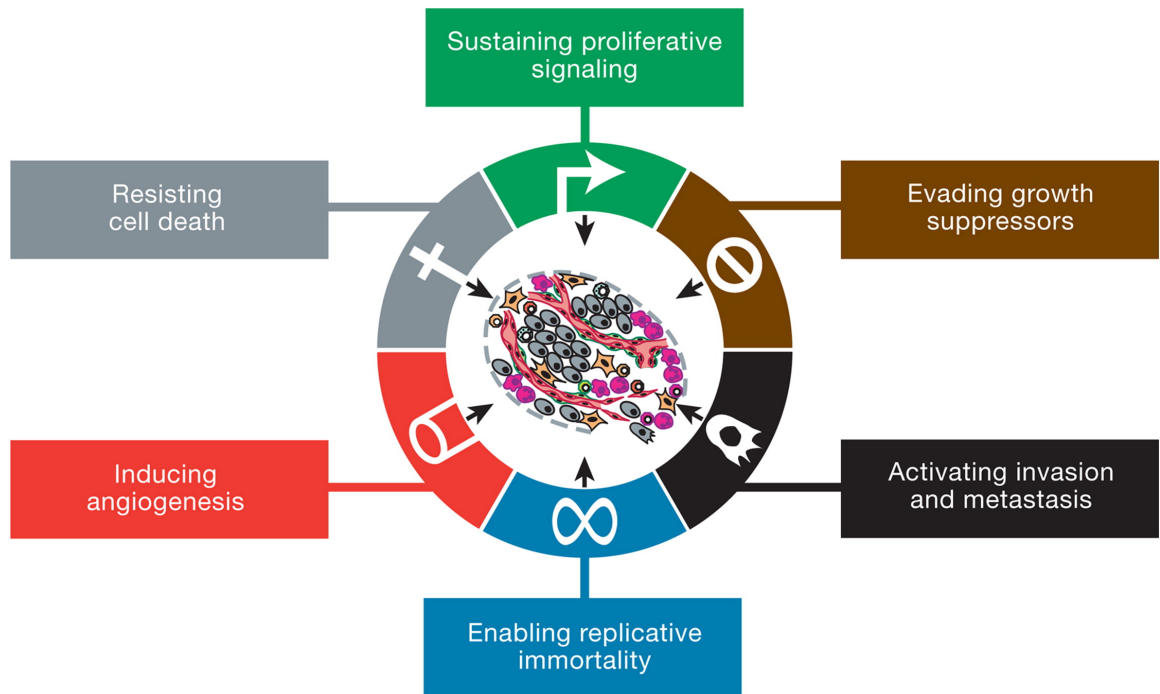 Sustaining proliferative
signaling
Resisting
cell death
Evading growth
suppressors
Inducing
angiogenesis
Activating invasion
and metastasis
Enabling replicative
immortality